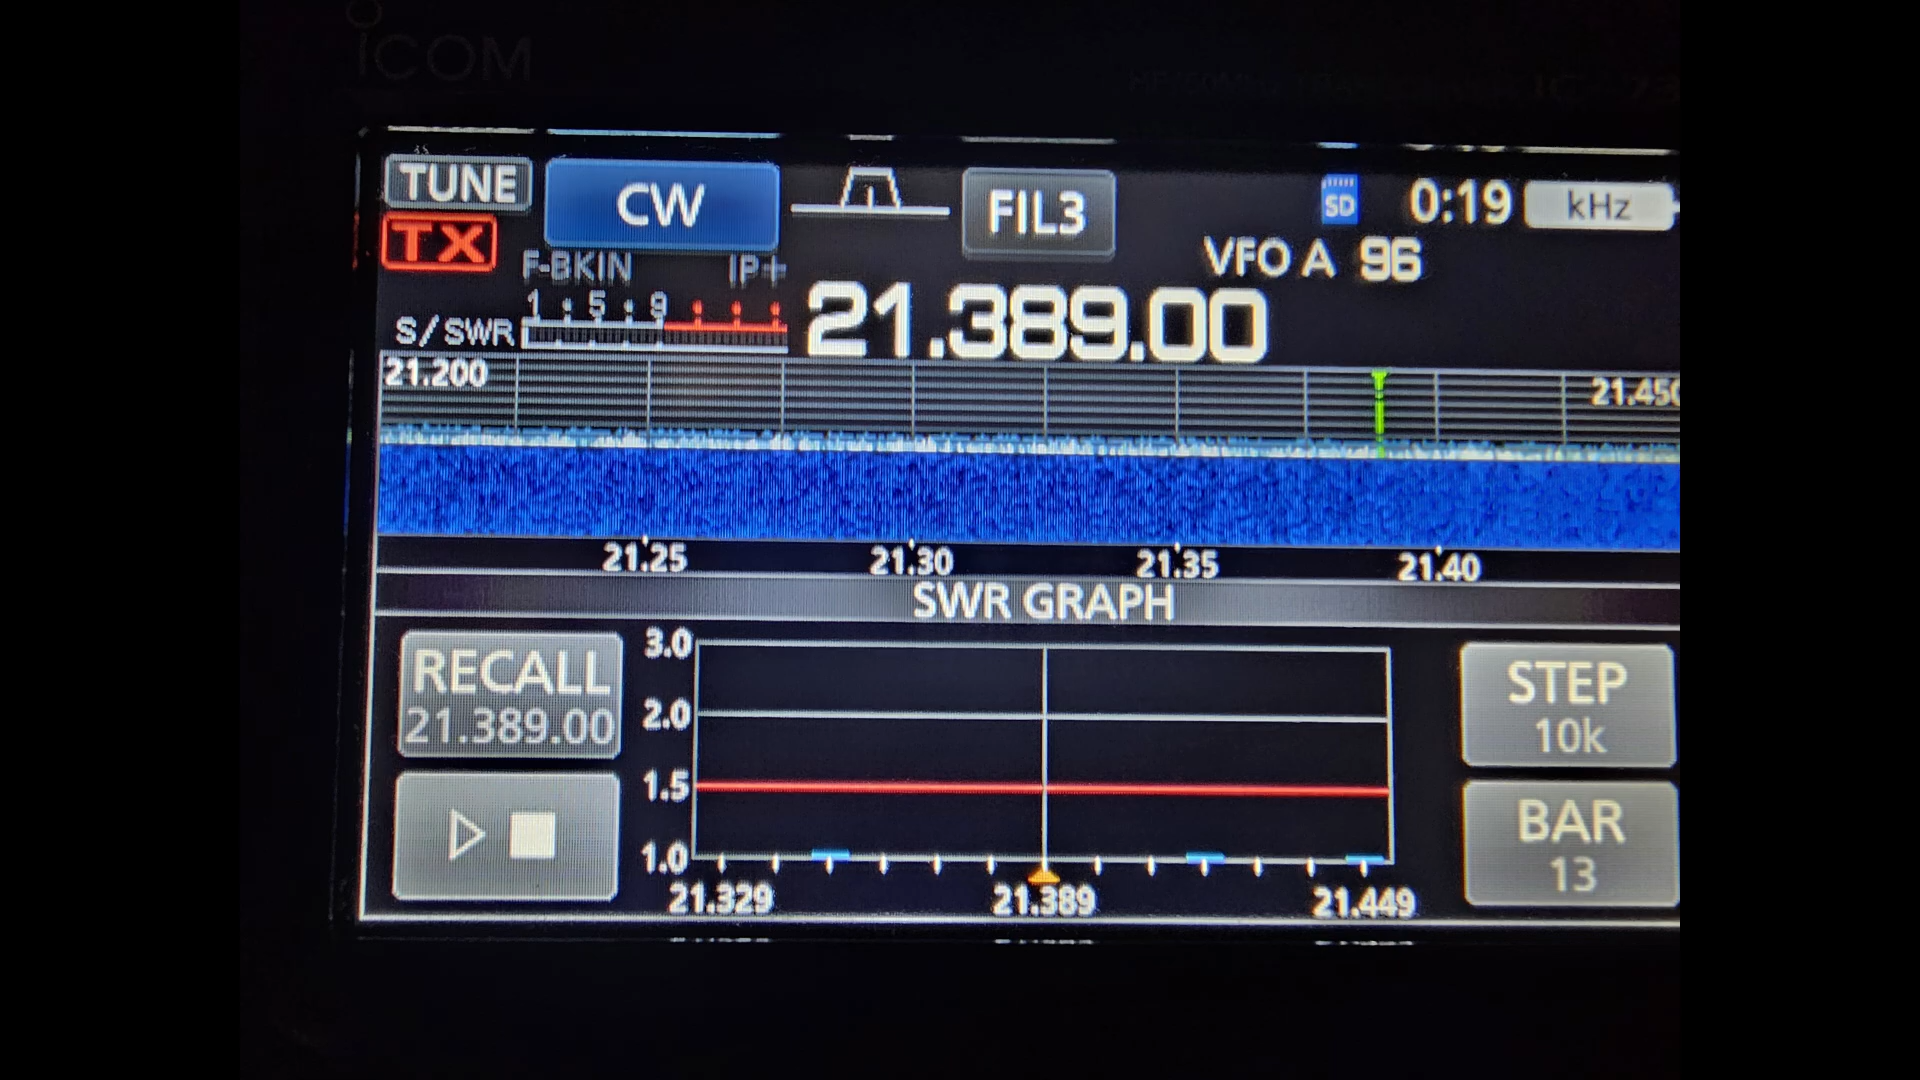 iCOM
TUNE CW FIL3 SD 0:19 kHz
TX F-BKIN IP+ VFO A 96
1 5 9
S/SWR 21.389.00
21.200
21.25 21.30 21.35 21.40
SWR GRAPH
RECALL
21.389.00
3.0
2.0
1.5
1.0
21.329 21.389 21.449
STEP
10k
BAR
13